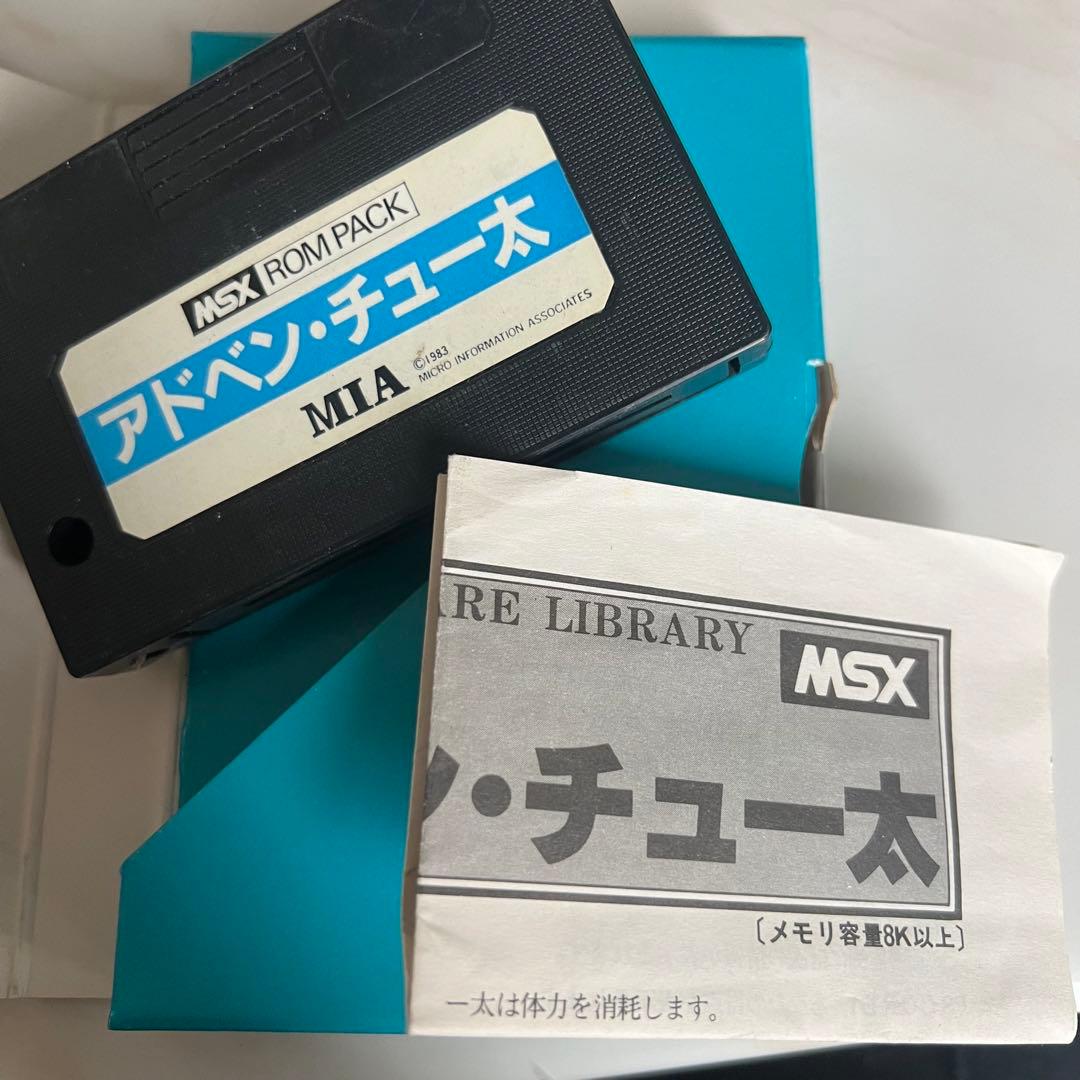 MSX ROM PACK
アドベン・チュー太
MIA ©1983 MICRO INFORMATION ASSOCIATES
LIBRARY
MSX
・チュー太
〔メモリ容量8K以上〕
ー太は体力を消耗します。